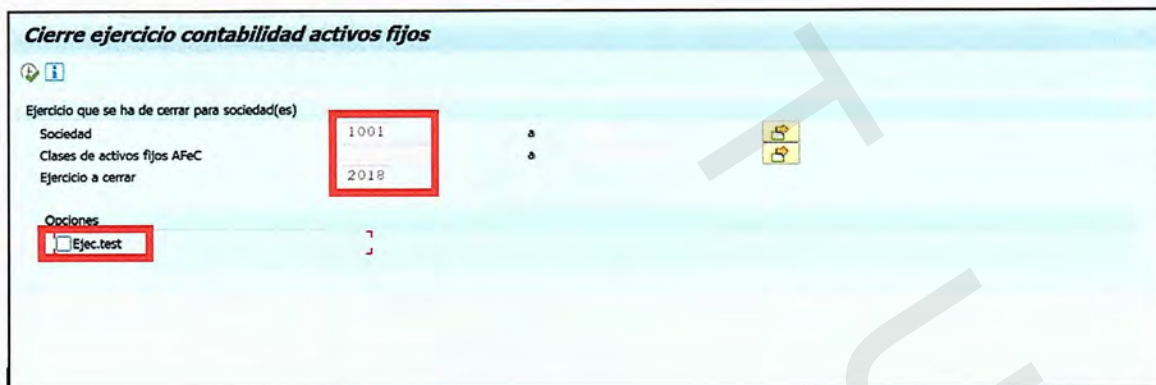 Cierre ejercicio contabilidad activos fijos
Ejercicio que se ha de cerrar para sociedad(es)
Sociedad 1001 a
Clases de activos fijos AFeC a
Ejercicio a cerrar 2018
Opciones
Ejec.test